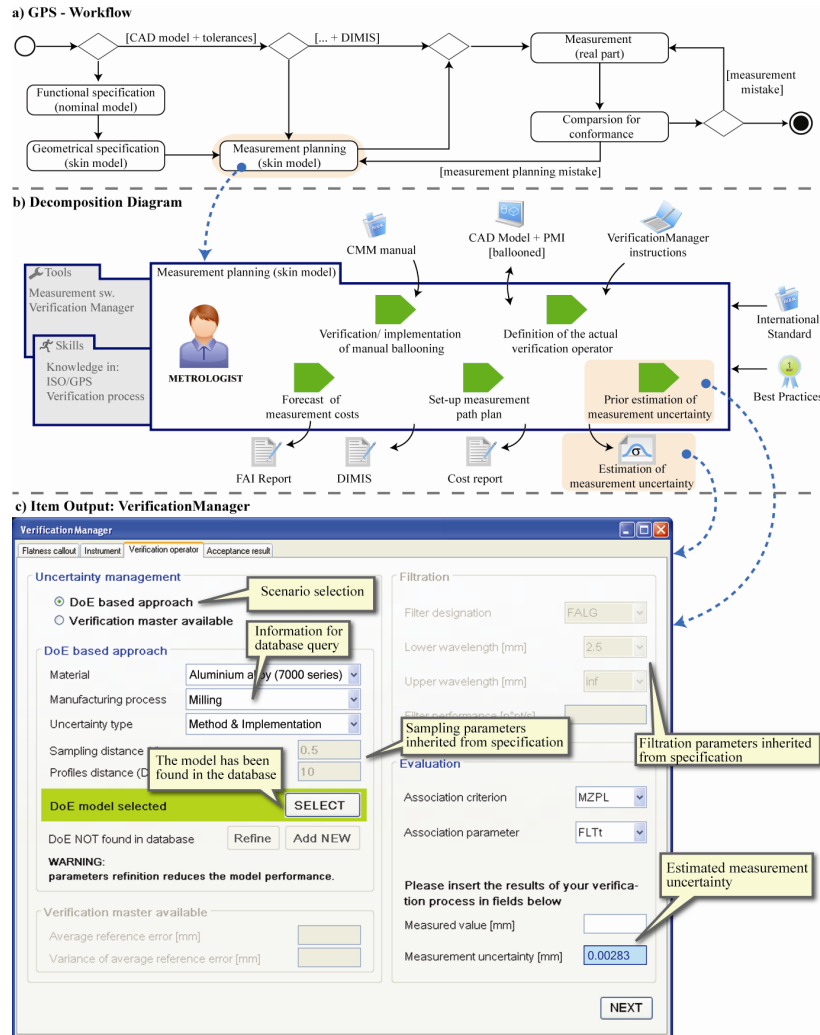 a) GPS - Workflow
[CAD model + tolerances]
[... + DIMIS]
Measurement
(real part)
[measurement
mistake]
Functional specification
(nominal model)
Comparsion for
conformance
Geometrical specification
(skin model)
Measurement planning
(skin model)
[measurement planning mistake]
b) Decomposition Diagram
CMM manual
CAD Model + PMI
[ballooned]
VerificationManager
instructions
Tools
Measurement sw.
Verification Manager
Measurement planning (skin model)
International
Standard
Skills
Knowledge in:
ISO/GPS
Verification process
METROLOGIST
Verification/ implementation
of manual ballooning
Definition of the actual
verification operator
Best Practices
Forecast of
measurement costs
Set-up measurement
path plan
Prior estimation of
measurement uncertainty
FAI Report
DIMIS
Cost report
σ
Estimation of
measurement uncertainty
c) Item Output: VerificationManager
VerificationManager
Flatness callout Instrument Verification operator Acceptance result
Uncertainty management
DoE based approach
Scenario selection
Verification master available
Information for
database query
DoE based approach
Material Aluminium alloy (7000 series)
Manufacturing process Milling
Uncertainty type Method & Implementation
Sampling distance 0.5
Profiles distance (D 10
Sampling parameters
inherited from specification
The model has been
found in the database
DoE model selected SELECT
DoE NOT found in database Refine Add NEW
WARNING:
parameters refinition reduces the model performance.
Verification master available
Average reference error [mm]
Variance of average reference error [mm]
Filtration
Filter designation FALG
Lower wavelength [mm] 2.5
Upper wavelength [mm] inf
Filter performance [n*pt/s]
Filtration parameters inherited
from specification
Evaluation
Association criterion MZPL
Association parameter FLTt
Estimated measurement
uncertainty
Please insert the results of your verifica-
tion process in fields below
Measured value [mm]
Measurement uncertainty [mm] 0.00283
NEXT